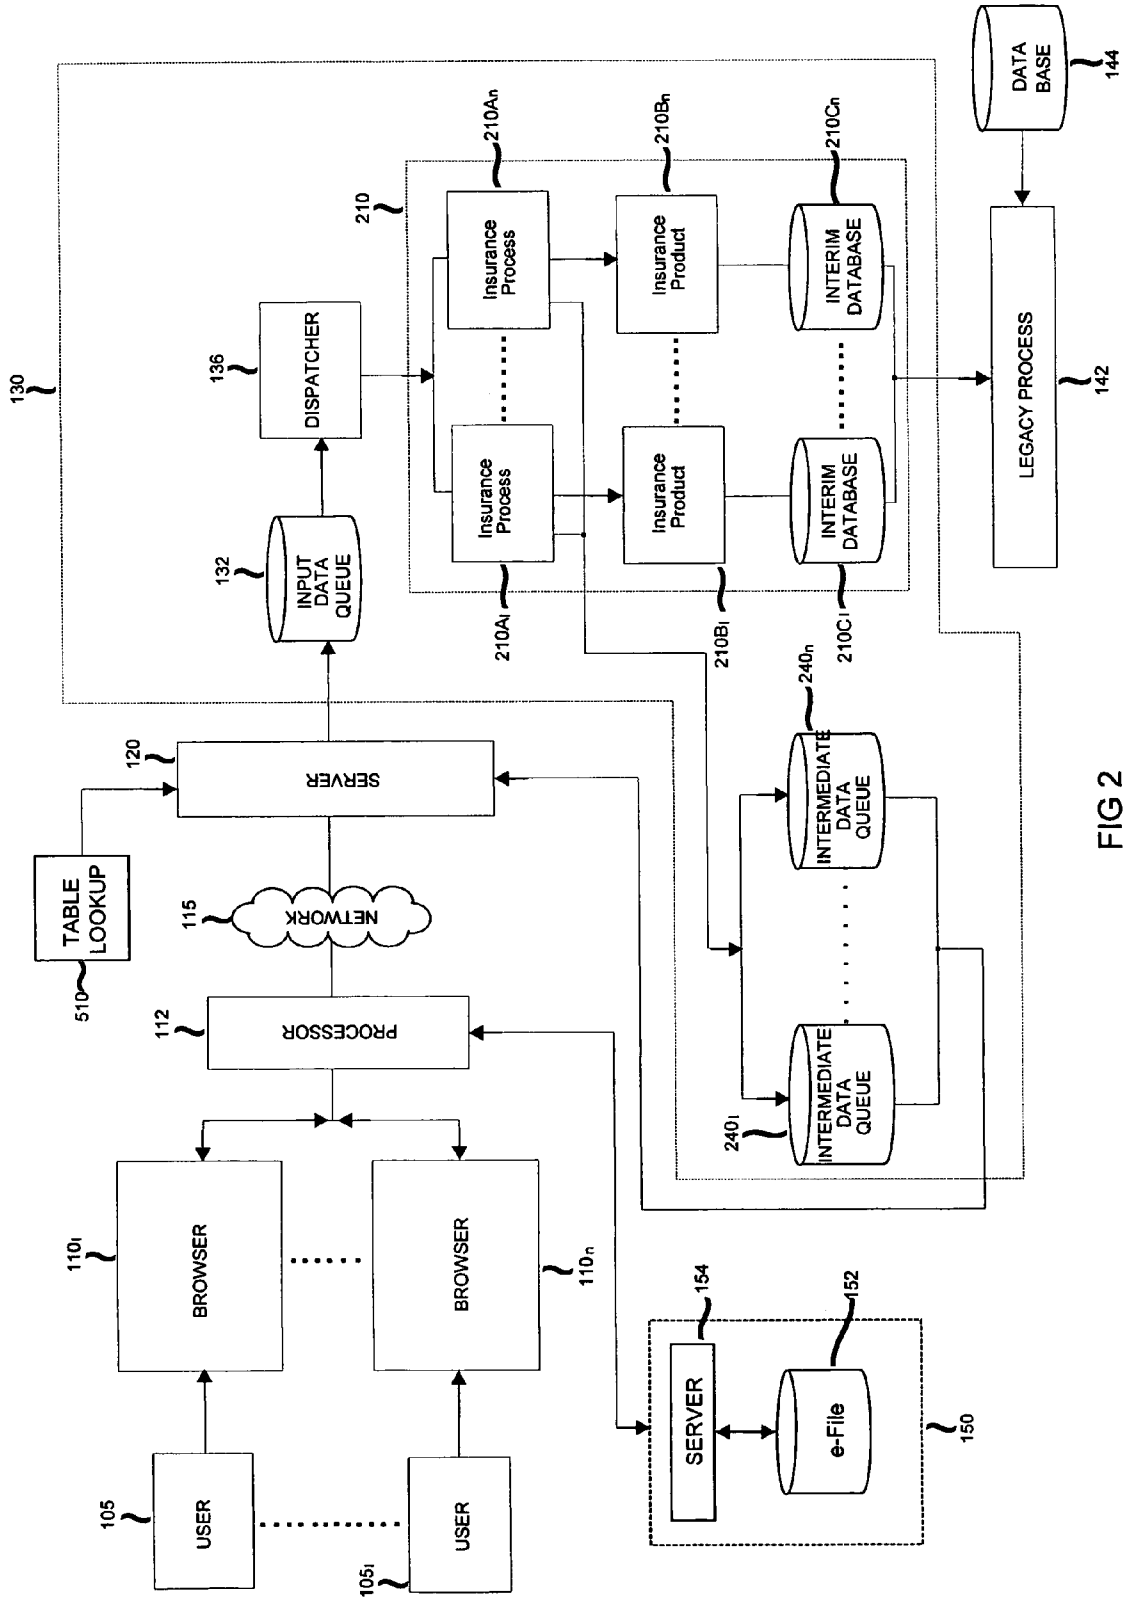 130
510
TABLE
LOOKUP
120
SERVER
115
NETWORK
112
PROCESSOR
110I
BROWSER
BROWSER
110n
105
USER
USER
105I
132
INPUT
DATA
QUEUE
136
DISPATCHER
210
210An
Insurance
Process
Insurance
Process
210AI
210Bn
Insurance
Product
Insurance
Product
210BI
210Cn
INTERIM
DATABASE
INTERIM
DATABASE
210CI
DATA
BASE
144
LEGACY PROCESS
142
240n
INTERMEDIATE
DATA
QUEUE
240I
INTERMEDIATE
DATA
QUEUE
154
SERVER
152
e-File
150
FIG 2